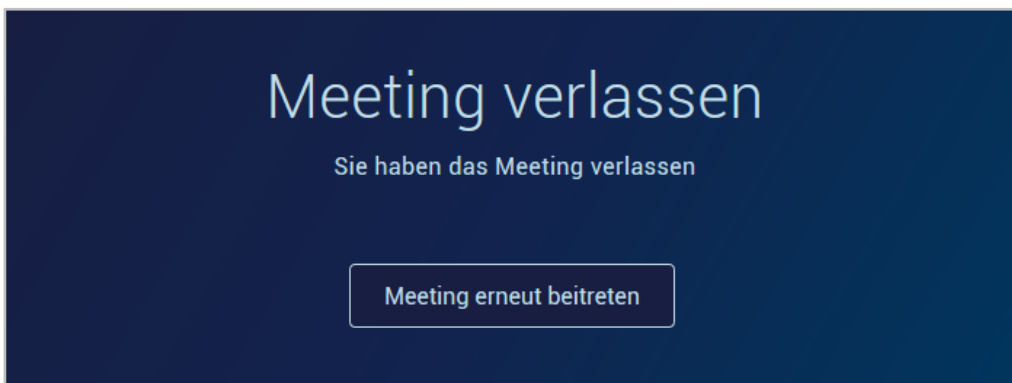 Meeting verlassen
Sie haben das Meeting verlassen
Meeting erneut beitreten